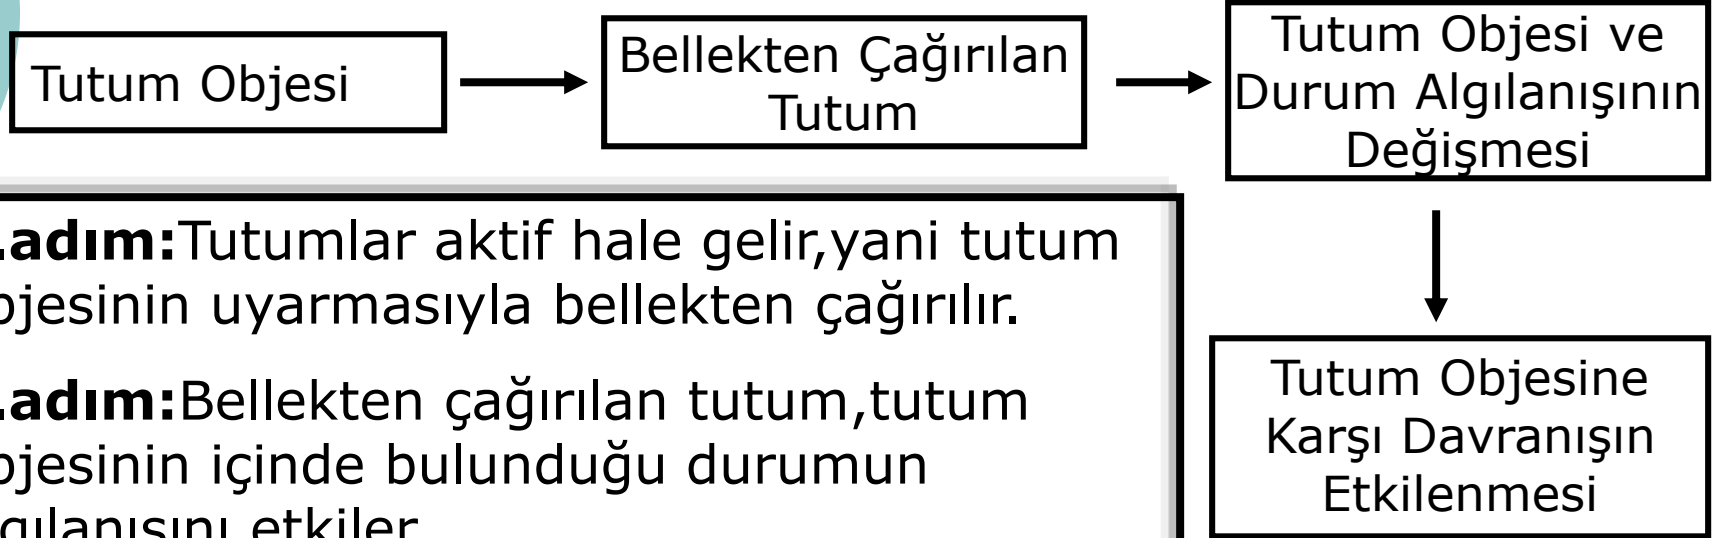 Tutum Objesi
Bellekten Çağırılan
Tutum
Tutum Objesi ve
Durum Algılanışının
Değişmesi
.adım:Tutumlar aktif hale gelir,yani tutum
bjesinin uyarmasıyla bellekten çağırılır.
.adım:Bellekten çağırılan tutum,tutum
bjesinin içinde bulunduğu durumun
etkiler
Tutum Objesine
Karşı Davranışın
Etkilenmesi